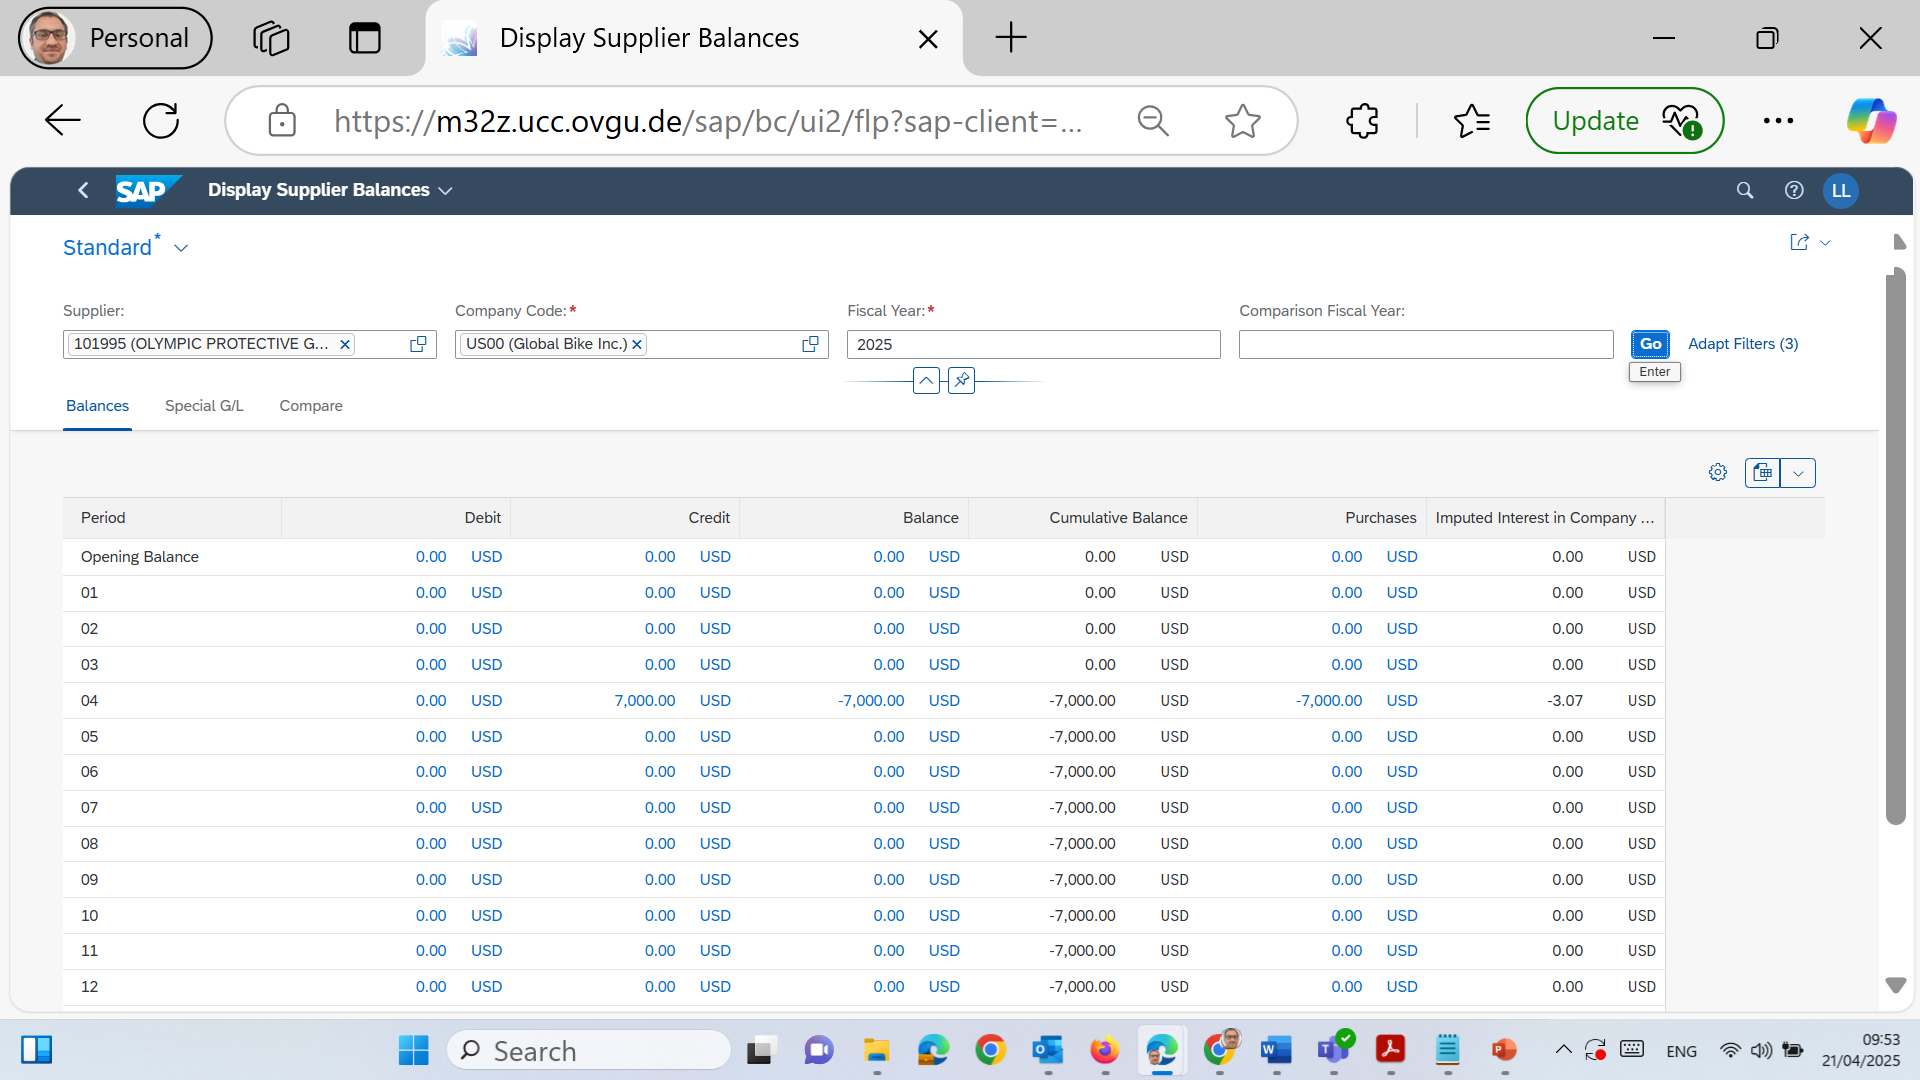 Personal
Display Supplier Balances
https://m32z.ucc.ovgu.de/sap/bc/ui2/flp?sap-client=...
Update
SAP
Display Supplier Balances
LL
Standard*
Supplier:
Company Code:*
Fiscal Year:*
Comparison Fiscal Year:
101995 (OLYMPIC PROTECTIVE G...
US00 (Global Bike Inc.)
2025
Go
Adapt Filters (3)
Enter
Balances
Special G/L
Compare
Period Debit Credit Balance Cumulative Balance Purchases Imputed Interest in Company ...
Opening Balance 0.00 USD 0.00 USD 0.00 USD 0.00 USD 0.00 USD 0.00 USD
01 0.00 USD 0.00 USD 0.00 USD 0.00 USD 0.00 USD 0.00 USD
02 0.00 USD 0.00 USD 0.00 USD 0.00 USD 0.00 USD 0.00 USD
03 0.00 USD 0.00 USD 0.00 USD 0.00 USD 0.00 USD 0.00 USD
04 0.00 USD 7,000.00 USD -7,000.00 USD -7,000.00 USD -7,000.00 USD -3.07 USD
05 0.00 USD 0.00 USD 0.00 USD -7,000.00 USD 0.00 USD 0.00 USD
06 0.00 USD 0.00 USD 0.00 USD -7,000.00 USD 0.00 USD 0.00 USD
07 0.00 USD 0.00 USD 0.00 USD -7,000.00 USD 0.00 USD 0.00 USD
08 0.00 USD 0.00 USD 0.00 USD -7,000.00 USD 0.00 USD 0.00 USD
09 0.00 USD 0.00 USD 0.00 USD -7,000.00 USD 0.00 USD 0.00 USD
10 0.00 USD 0.00 USD 0.00 USD -7,000.00 USD 0.00 USD 0.00 USD
11 0.00 USD 0.00 USD 0.00 USD -7,000.00 USD 0.00 USD 0.00 USD
12 0.00 USD 0.00 USD 0.00 USD -7,000.00 USD 0.00 USD 0.00 USD
Search
ENG
09:53
21/04/2025